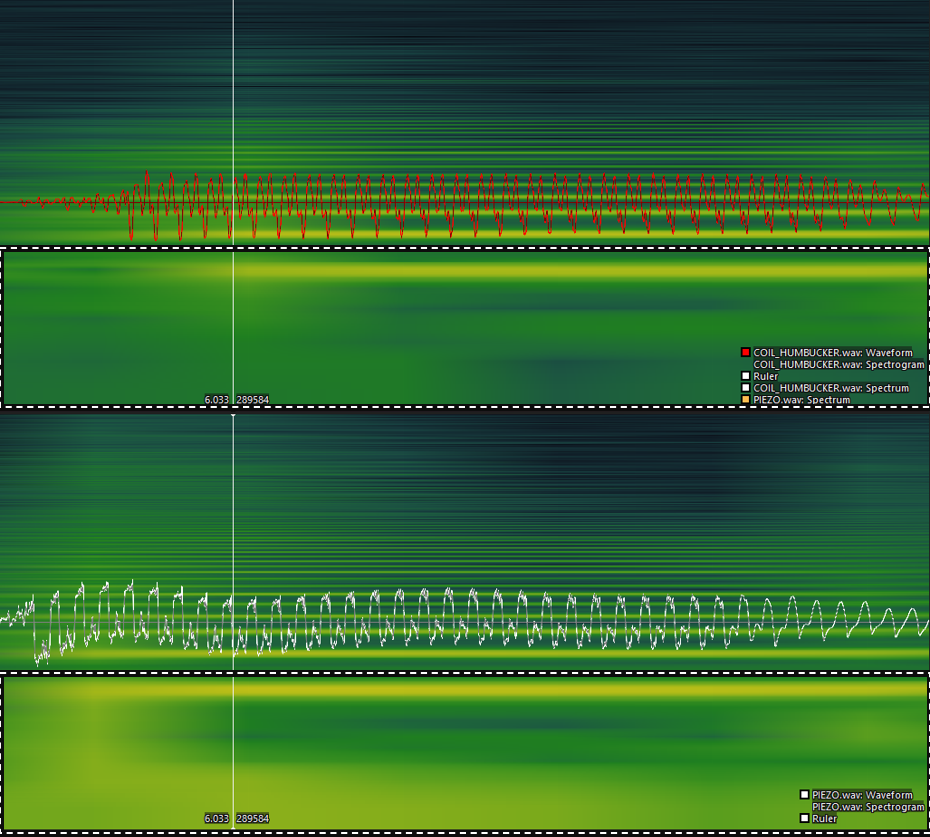 COIL_HUMBUCKER.wav: Waveform
COIL_HUMBUCKER.wav: Spectrogram
Ruler
COIL_HUMBUCKER.wav: Spectrum
6.033 289584 PIEZO.wav: Spectrum
PIEZO.wav: Waveform
PIEZO.wav: Spectrogram
6.033 289584 Ruler